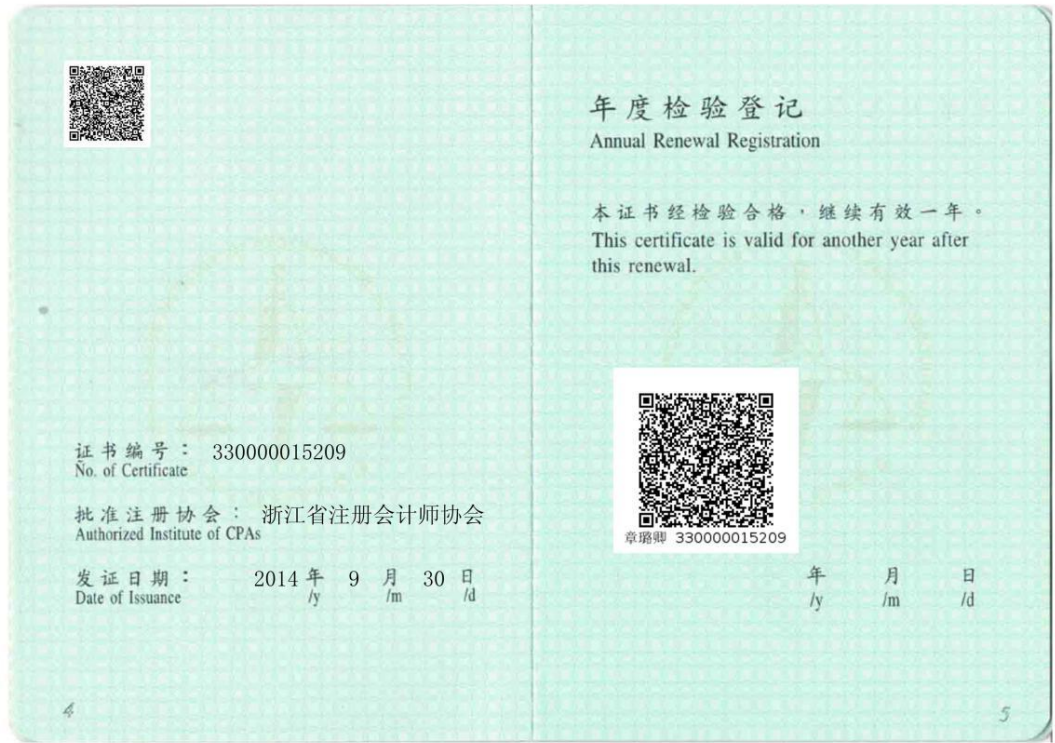 证书编号： 330000015209
No. of Certificate
批准注册协会： 浙江省注册会计师协会
Authorized Institute of CPAs
发证日期： 2014 年 9 月 30 日
Date of Issuance /y /m /d
4
年度检验登记
Annual Renewal Registration
本证书经检验合格，继续有效一年。
This certificate is valid for another year after
this renewal.
章璐卿 330000015209
年 月 日
/y /m /d
5